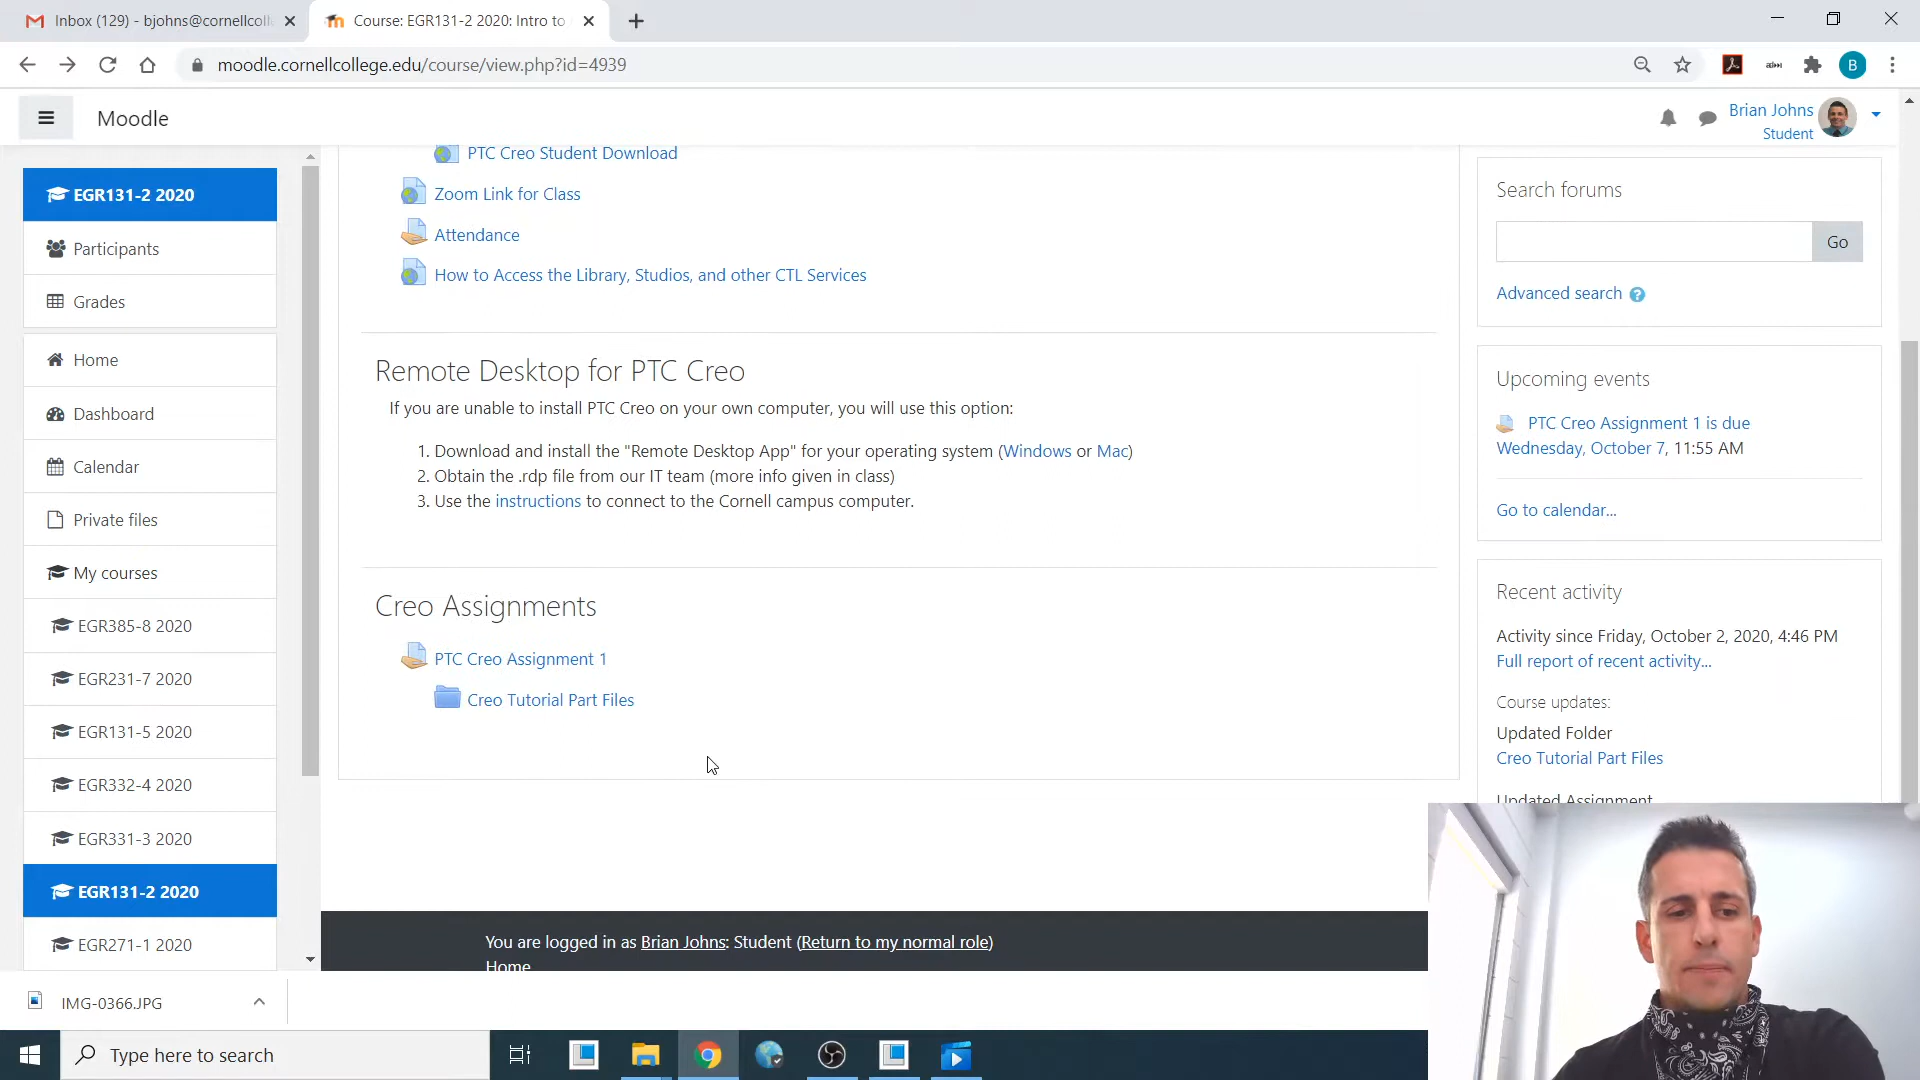 Inbox (129) - bjohns@cornellcoll
Course: EGR131-2 2020: Intro to
moodle.cornellcollege.edu/course/view.php?id=4939
B
Moodle
Brian Johns
Student
EGR131-2 2020
Participants
Grades
Home
Dashboard
Calendar
Private files
My courses
EGR385-8 2020
EGR231-7 2020
EGR131-5 2020
EGR332-4 2020
EGR331-3 2020
EGR131-2 2020
EGR271-1 2020
PTC Creo Student Download
Zoom Link for Class
Attendance
How to Access the Library, Studios, and other CTL Services
Remote Desktop for PTC Creo
If you are unable to install PTC Creo on your own computer, you will use this option:
1. Download and install the "Remote Desktop App" for your operating system (Windows or Mac)
2. Obtain the .rdp file from our IT team (more info given in class)
3. Use the instructions to connect to the Cornell campus computer.
Creo Assignments
PTC Creo Assignment 1
Creo Tutorial Part Files
Search forums
Go
Advanced search
Upcoming events
PTC Creo Assignment 1 is due
Wednesday, October 7, 11:55 AM
Go to calendar...
Recent activity
Activity since Friday, October 2, 2020, 4:46 PM
Full report of recent activity...
Course updates:
Updated Folder
Creo Tutorial Part Files
Updated Assignment
You are logged in as Brian Johns: Student (Return to my normal role)
Home
IMG-0366.JPG
Type here to search